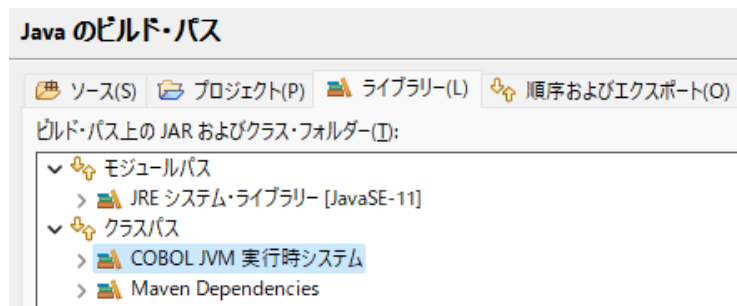 Java のビルド・パス
ソース(S) プロジェクト(P) ライブラリー(L) 順序およびエクスポート(O)
ビルド・パス上の JAR およびクラス・フォルダー(T):
モジュールパス
JRE システム・ライブラリー [JavaSE-11]
クラスパス
COBOL JVM 実行時システム
Maven Dependencies